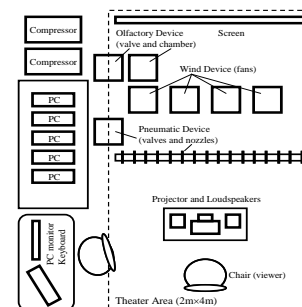 Compressor
Compressor
Olfactory Device
(valve and chamber)
Screen
Wind Device (fans)
PC
PC
PC
PC
PC
Pneumatic Device
(valves and nozzles)
Projector and Loudspeakers
PC monitor
Keyboard
Chair (viewer)
Theater Area (2m×4m)